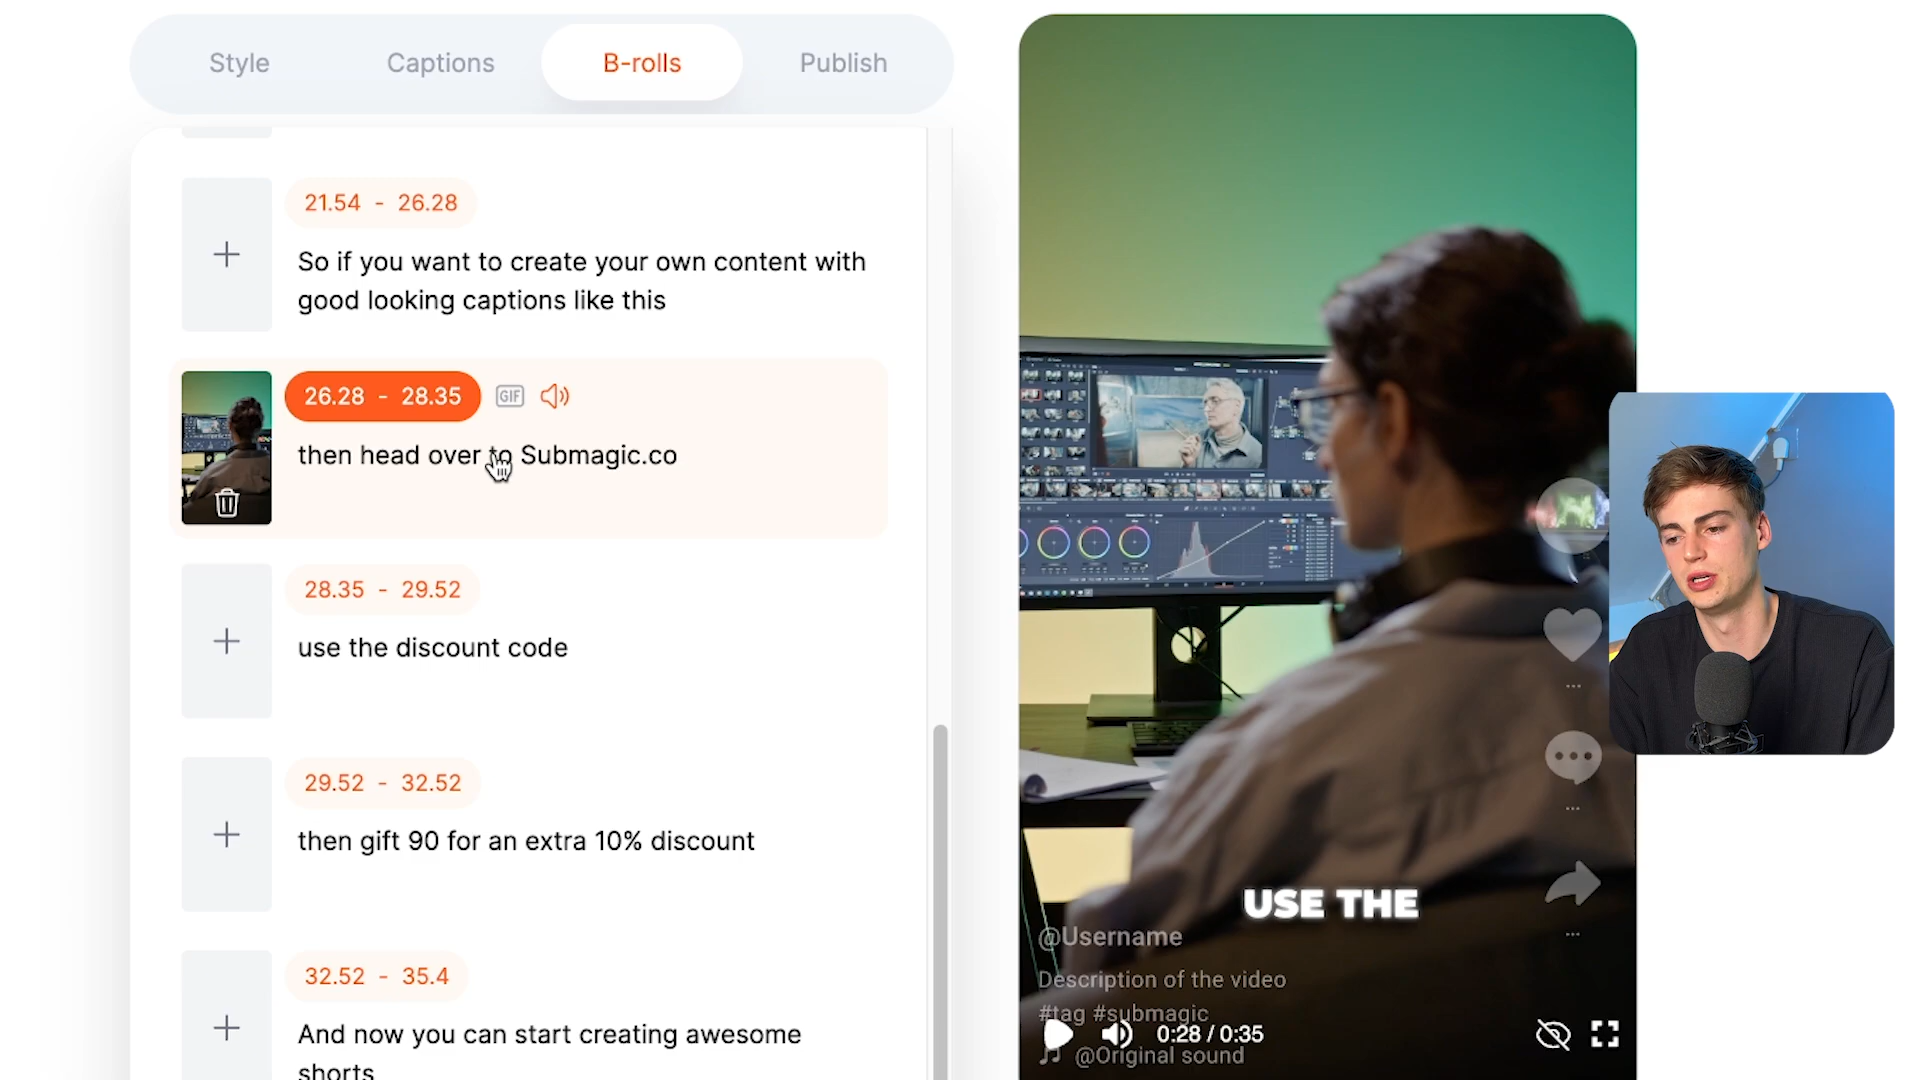 Style
Captions
B-rolls
Publish
21.54 - 26.28
So if you want to create your own content with
good looking captions like this
26.28 - 28.35
GIF
then head over to Submagic.co
28.35 - 29.52
use the discount code
29.52 - 32.52
then gift 90 for an extra 10% discount
32.52 - 35.4
And now you can start creating awesome
shorts
USE THE
@Username
Description of the video
#tag #submagic
0:28 / 0:35
@Original sound